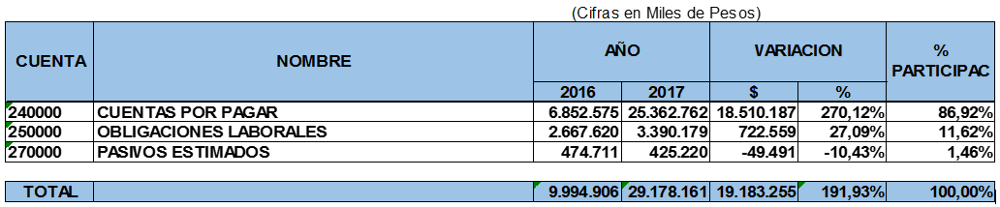 (Cifras en Miles de Pesos)
CUENTA NOMBRE AÑO VARIACION % PARTICIPAC
2016 2017 $ %
240000 CUENTAS POR PAGAR 6.852.575 25.362.762 18.510.187 270,12% 86,92%
250000 OBLIGACIONES LABORALES 2.667.620 3.390.179 722.559 27,09% 11,62%
270000 PASIVOS ESTIMADOS 474.711 425.220 -49.491 -10,43% 1,46%
TOTAL 9.994.906 29.178.161 19.183.255 191,93% 100,00%